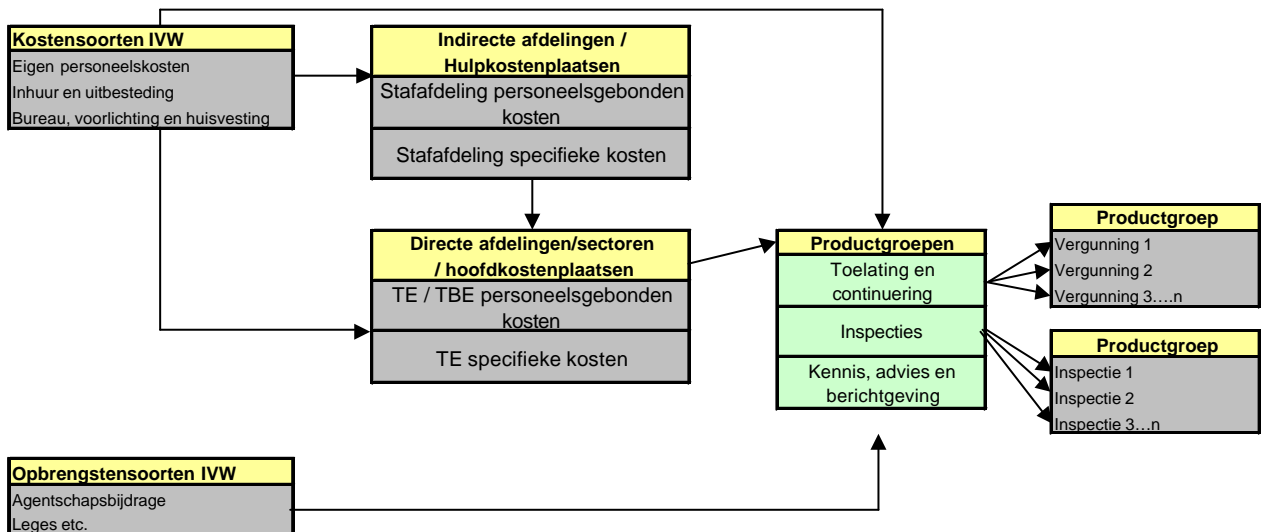 Kostensoorten IVW
Eigen personeelskosten
Inhuur en uitbesteding
Bureau, voorlichting en huisvesting
Indirecte afdelingen /
Hulpkostenplaatsen
Stafafdeling personeelsgebonden
kosten
Stafafdeling specifieke kosten
Directe afdelingen/sectoren
/ hoofdkostenplaatsen
TE / TBE personeelsgebonden
kosten
TE specifieke kosten
Productgroepen
Toelating en
continuering
Inspecties
Kennis, advies en
berichtgeving
Productgroep
Vergunning 1
Vergunning 2
Vergunning 3….n
Productgroep
Inspectie 1
Inspectie 2
Inspectie 3…n
Opbrengstensoorten IVW
Agentschapsbijdrage
Leges etc.